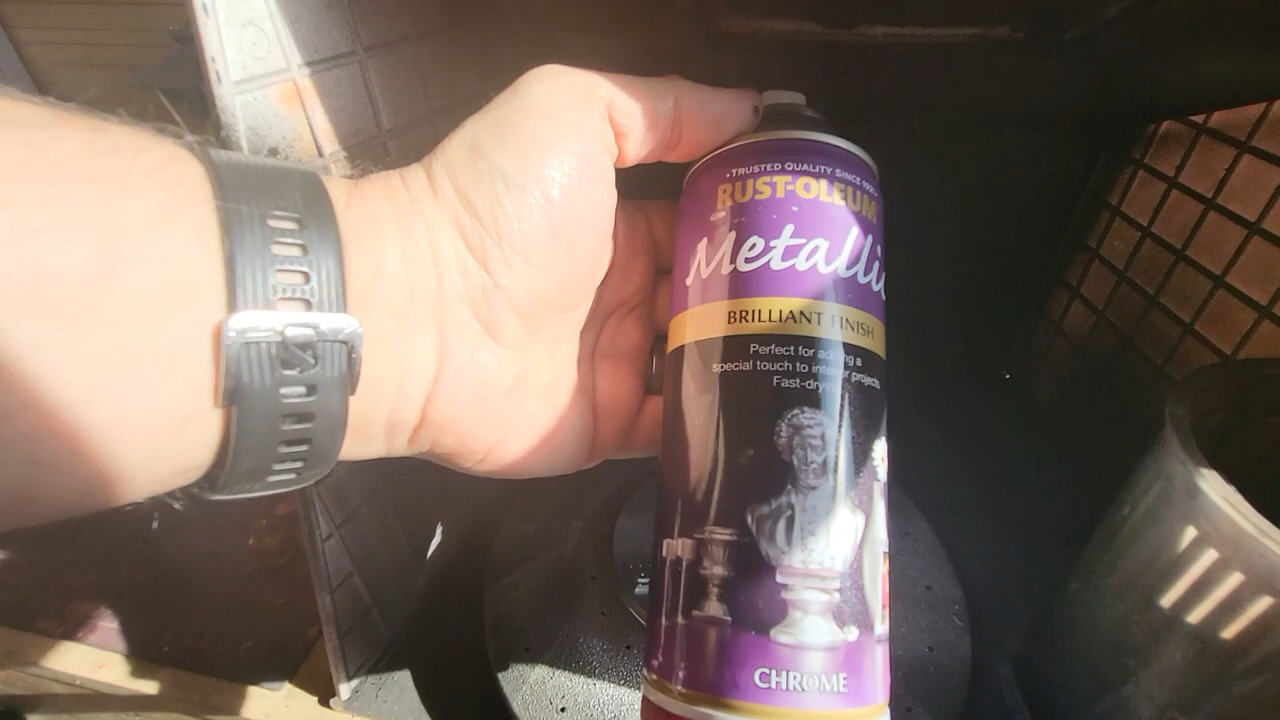 • TRUSTED QUALITY SINCE 1921 •
RUST-OLEUM
Metallic
BRILLIANT FINISH
Perfect for adding a
special touch to interior projects
Fast-drying
CHROME